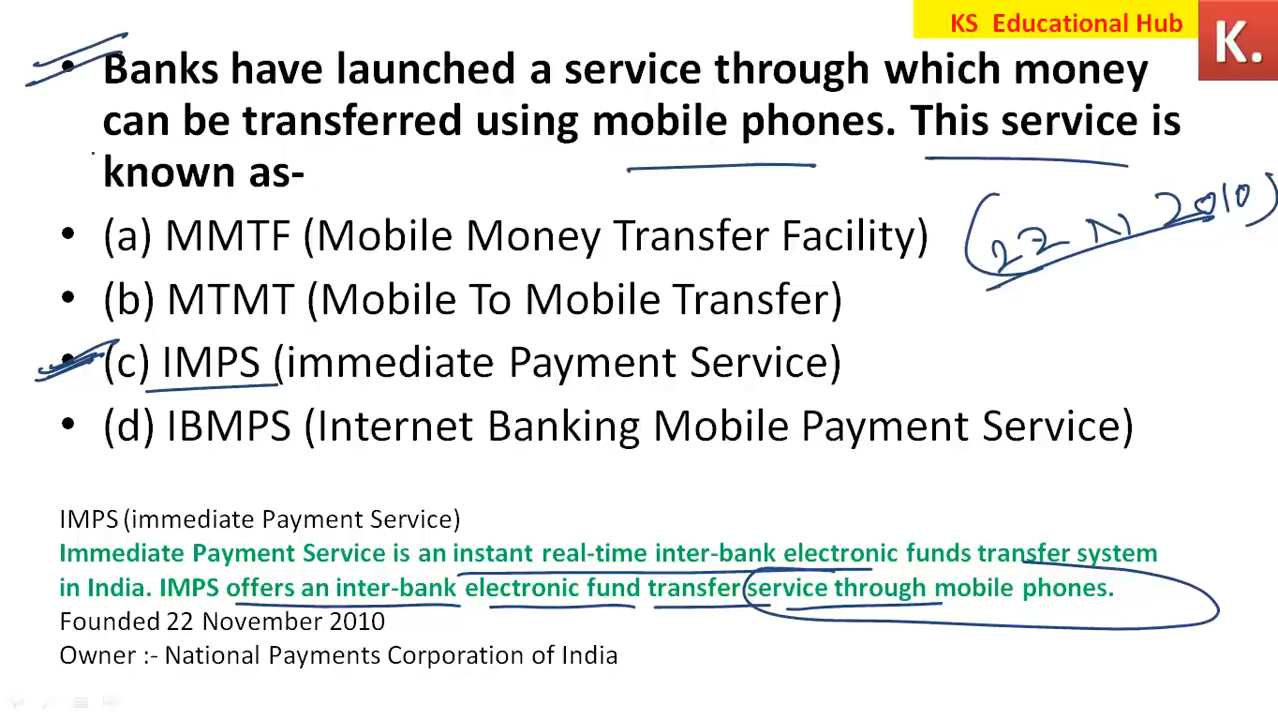 KS Educational Hub
K.
• Banks have launched a service through which money
can be transferred using mobile phones. This service is
known as-
(22 N 2010)
• (a) MMTF (Mobile Money Transfer Facility)
• (b) MTMT (Mobile To Mobile Transfer)
• (c) IMPS (immediate Payment Service)
• (d) IBMPS (Internet Banking Mobile Payment Service)
IMPS (immediate Payment Service)
Immediate Payment Service is an instant real-time inter-bank electronic funds transfer system
in India. IMPS offers an inter-bank electronic fund transfer service through mobile phones.
Founded 22 November 2010
Owner :- National Payments Corporation of India